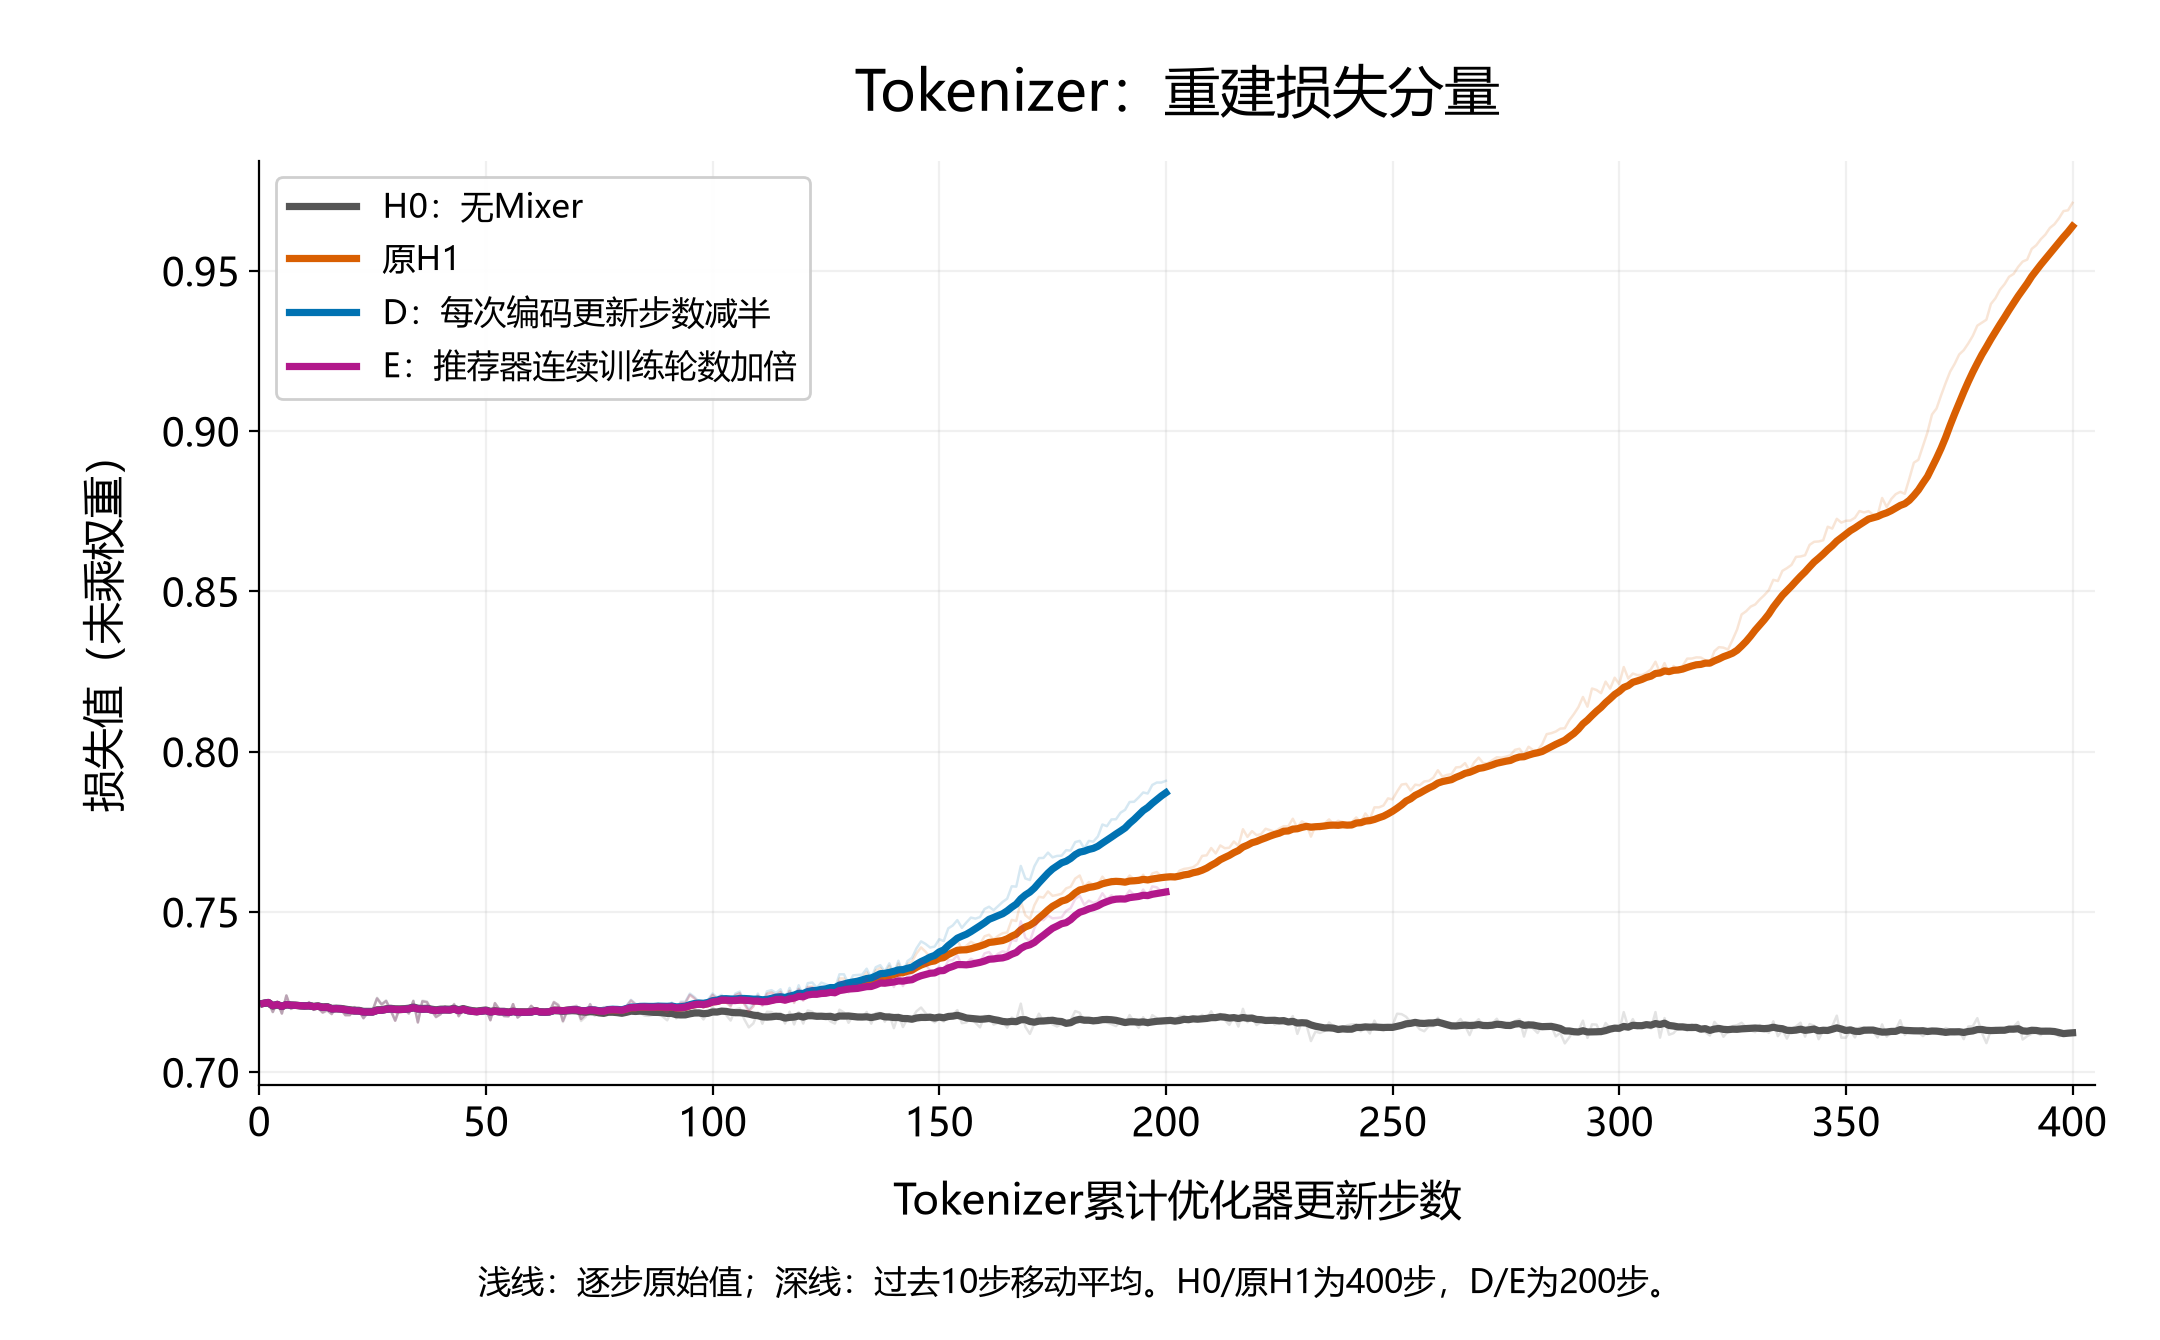 Tokenizer：重建损失分量
H0：无Mixer
原H1
D：每次编码更新步数减半
E：推荐器连续训练轮数加倍
损失值（未乘权重）
0.95
0.90
0.85
0.80
0.75
0.70
0 50 100 150 200 250 300 350 400
Tokenizer累计优化器更新步数
浅线：逐步原始值；深线：过去10步移动平均。H0/原H1为400步，D/E为200步。